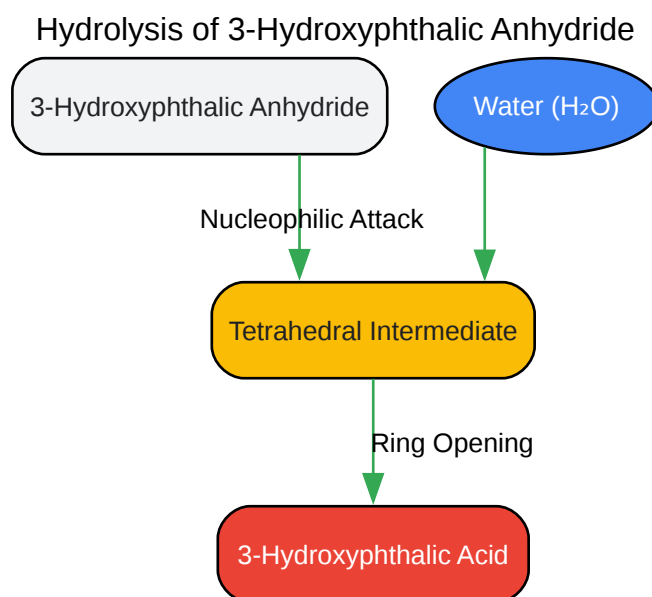 Hydrolysis of 3-Hydroxyphthalic Anhydride
3-Hydroxyphthalic Anhydride
Water (H₂O)
Nucleophilic Attack
Tetrahedral Intermediate
Ring Opening
3-Hydroxyphthalic Acid